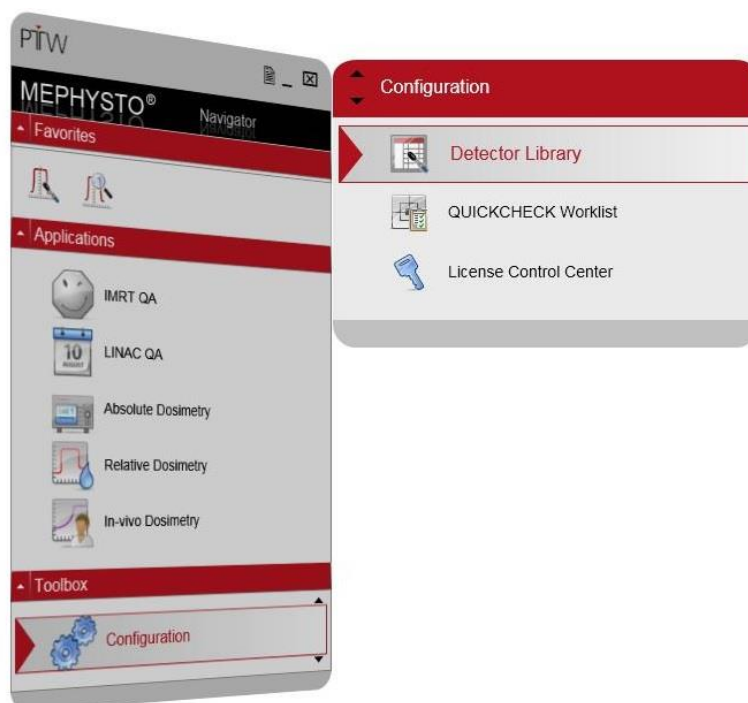 PTW
MEPHYSTO®
Navigator
Favorites
Applications
IMRT QA
10
AUGUST
LINAC QA
Absolute Dosimetry
Relative Dosimetry
In-vivo Dosimetry
Toolbox
Configuration
Configuration
Detector Library
QUICKCHECK Worklist
License Control Center